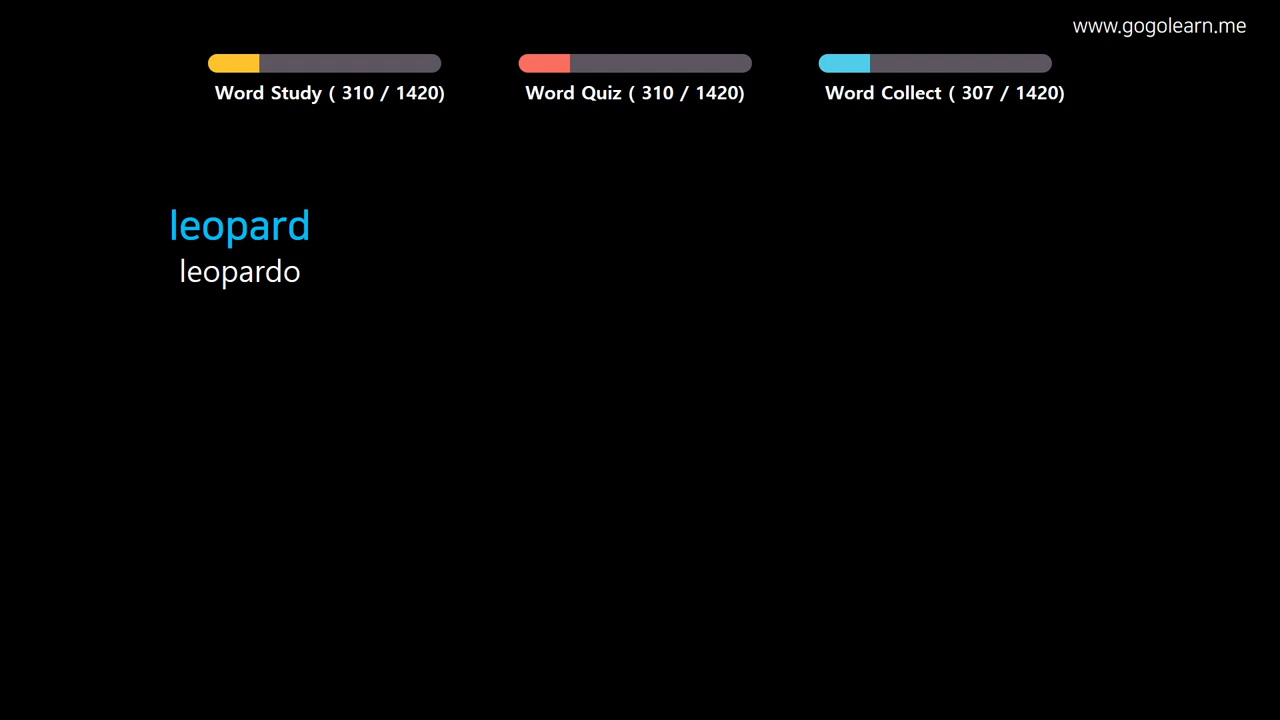 www.gogolearn.me
Word Study ( 310 / 1420)
Word Quiz ( 310 / 1420)
Word Collect ( 307 / 1420)
leopard
leopardo